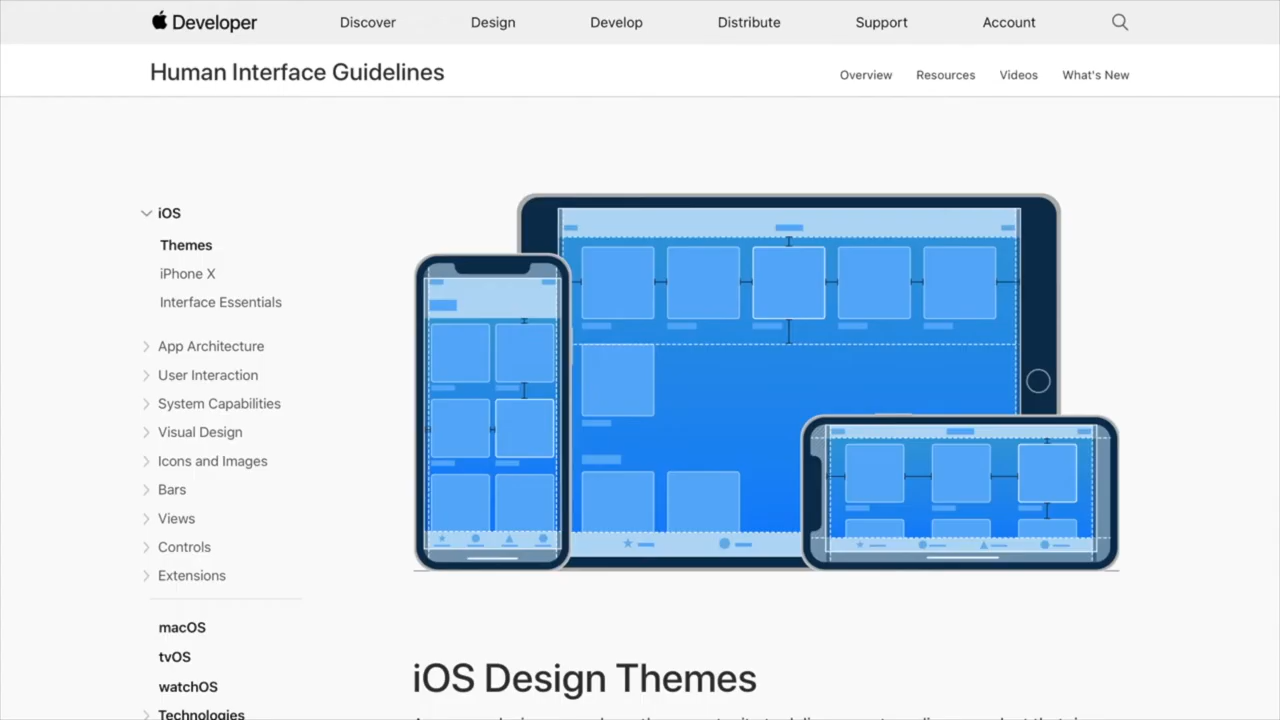 Developer
Discover
Design
Develop
Distribute
Support
Account
Human Interface Guidelines
Overview
Resources
Videos
What's New
iOS
Themes
iPhone X
Interface Essentials
App Architecture
User Interaction
System Capabilities
Visual Design
Icons and Images
Bars
Views
Controls
Extensions
macOS
tvOS
watchOS
Technologies
iOS Design Themes